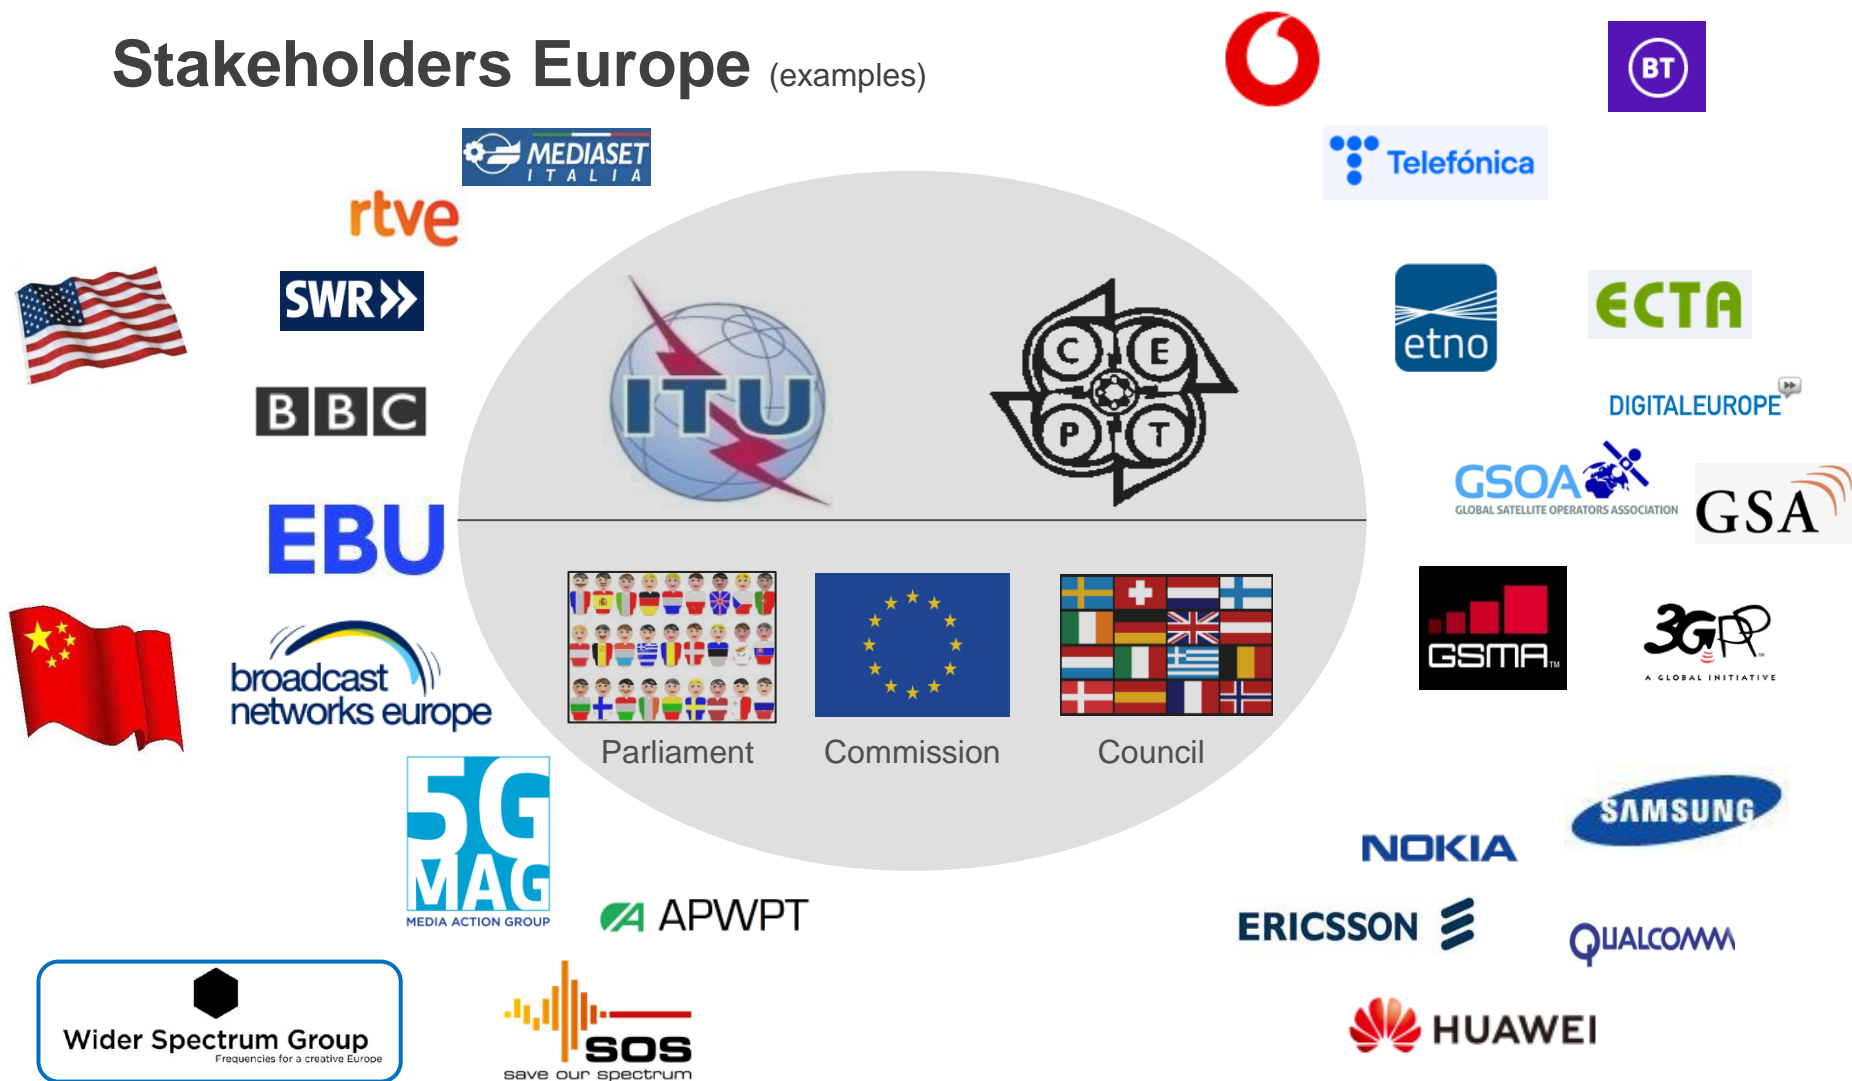 Stakeholders Europe (examples)
BT
MEDIASET
ITALIA
Telefónica
rtve
SWR
BBC
ITU
C E
P T
etno
ECTA
DIGITALEUROPE
GSOA
GLOBAL SATELLITE OPERATORS ASSOCIATION
GSA
EBU
broadcast
networks europe
GSMA™
3GPP™
A GLOBAL INITIATIVE
Parliament Commission Council
5G
MAG
MEDIA ACTION GROUP
APWPT
SAMSUNG
NOKIA
ERICSSON
QUALCOMM
Wider Spectrum Group
Frequencies for a creative Europe
SOS
save our spectrum
HUAWEI